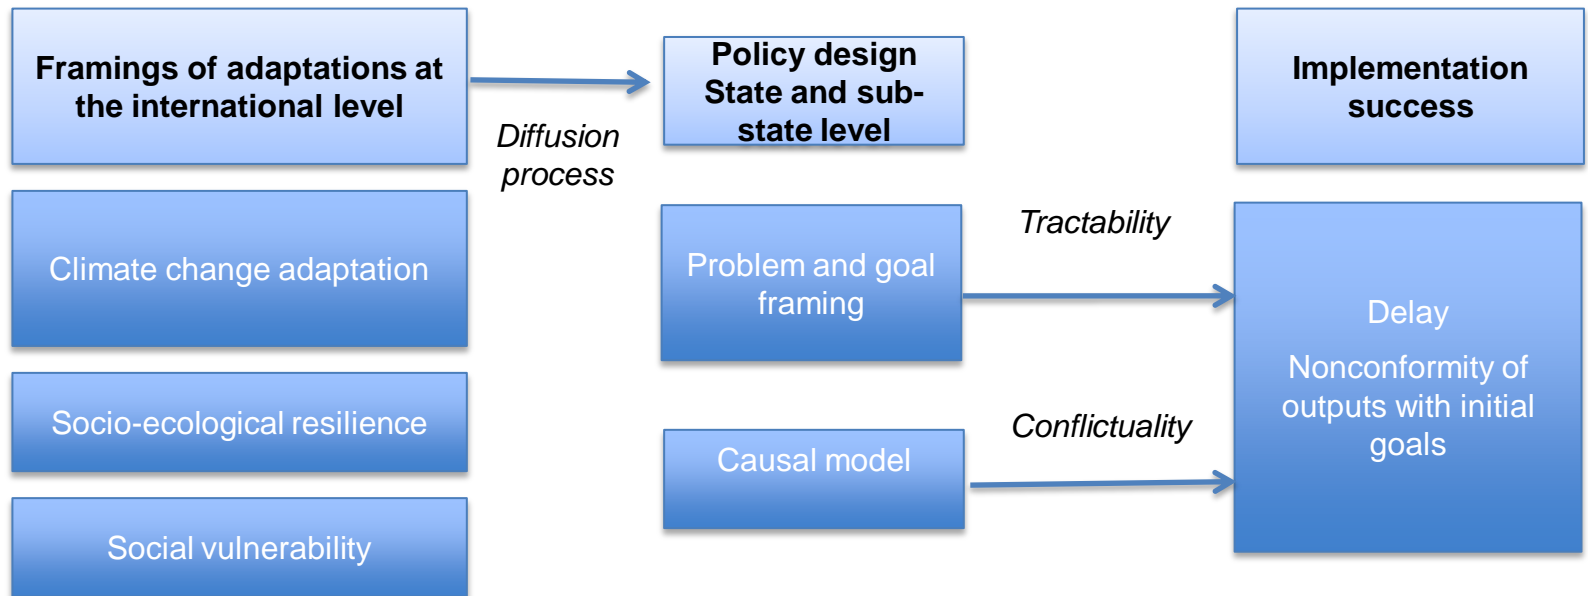 Framings of adaptations at
the international level
Diffusion
process
Policy design
State and sub-
state level
Implementation
success
Climate change adaptation
Socio-ecological resilience
Social vulnerability
Problem and goal
framing
Causal model
Tractability
Conflictuality
Delay
Nonconformity of
outputs with initial
goals